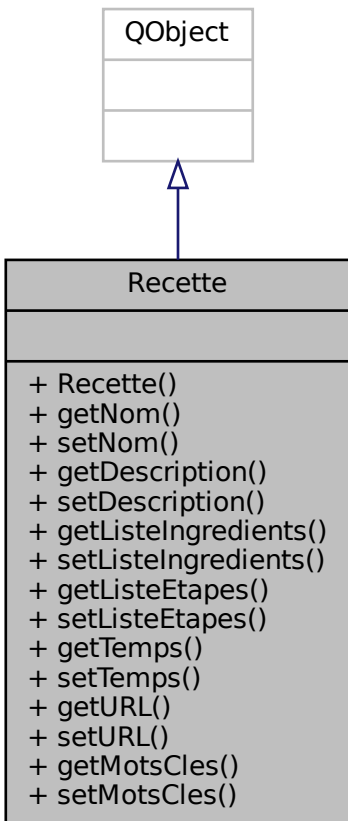 QObject
Recette
+ Recette()
+ getNom()
+ setNom()
+ getDescription()
+ setDescription()
+ getListeIngredients()
+ setListeIngredients()
+ getListeEtapes()
+ setListeEtapes()
+ getTemps()
+ setTemps()
+ getURL()
+ setURL()
+ getMotsCles()
+ setMotsCles()